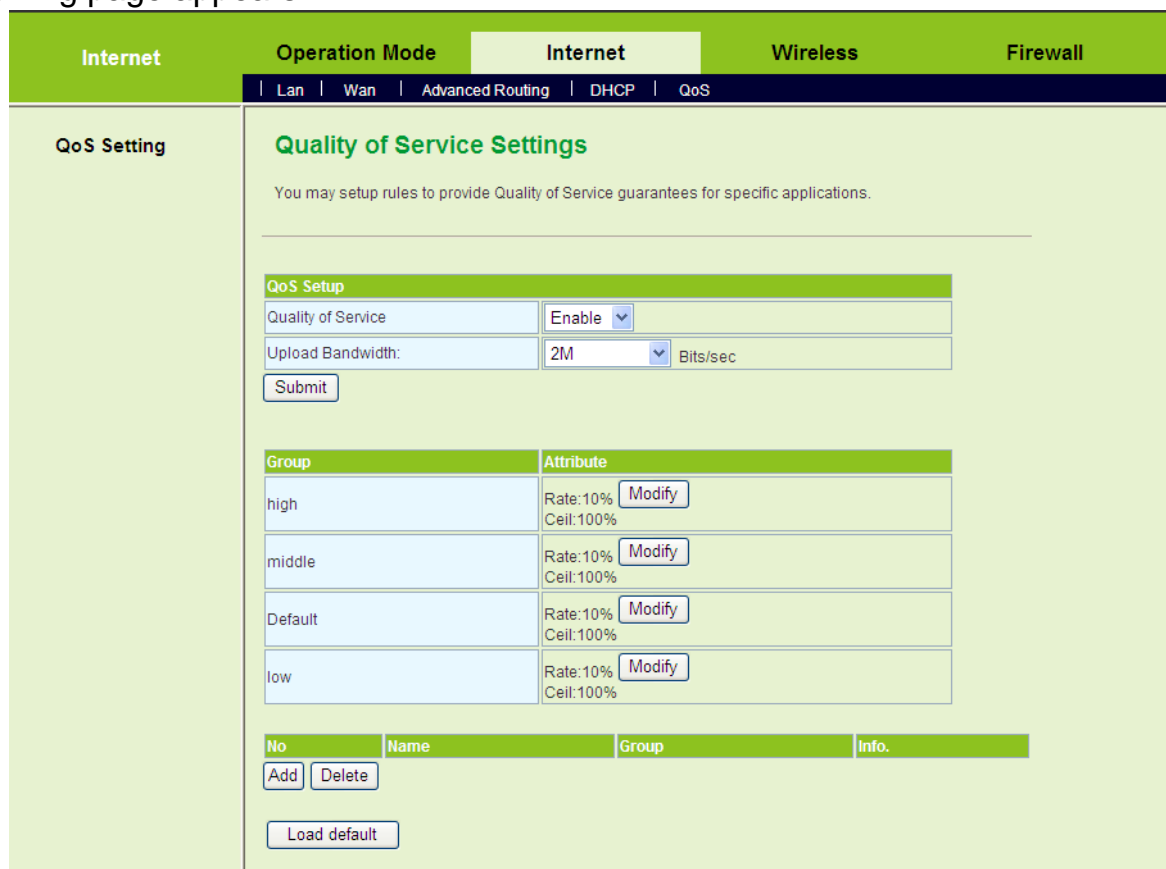 Internet
Operation Mode Internet Wireless Firewall
Lan | Wan | Advanced Routing | DHCP | QoS
QoS Setting
Quality of Service Settings
You may setup rules to provide Quality of Service guarantees for specific applications.
QoS Setup
Quality of Service Enable
Upload Bandwidth: 2M Bits/sec
Submit
Group Attribute
high Rate:10% Modify
Ceil:100%
middle Rate:10% Modify
Ceil:100%
Default Rate:10% Modify
Ceil:100%
low Rate:10% Modify
Ceil:100%
No Name Group Info.
Add Delete
Load default